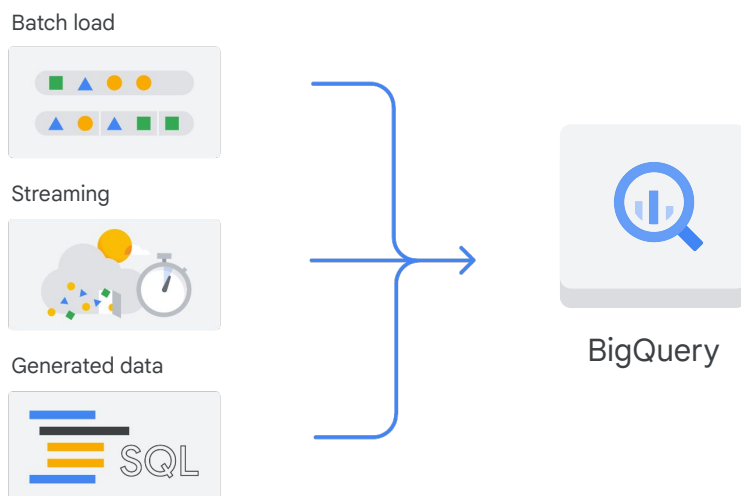 Batch load
Streaming
Generated data
SQL
BigQuery